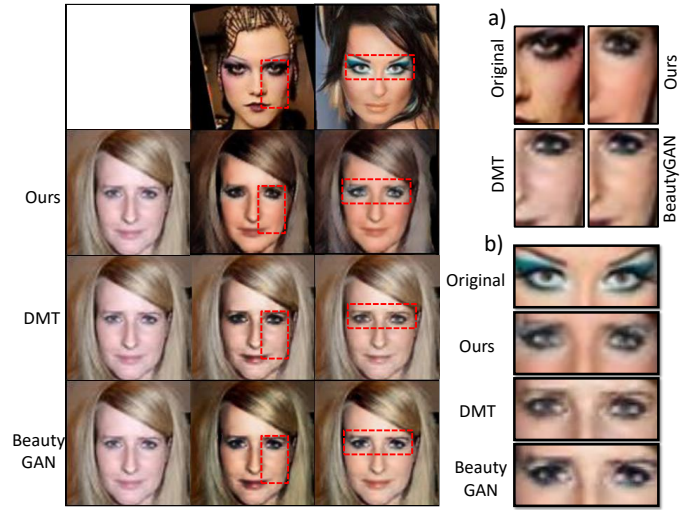 Ours
DMT
Beauty
GAN
a)
Original
Ours
DMT
BeautyGAN
b)
Original
Ours
DMT
Beauty
GAN